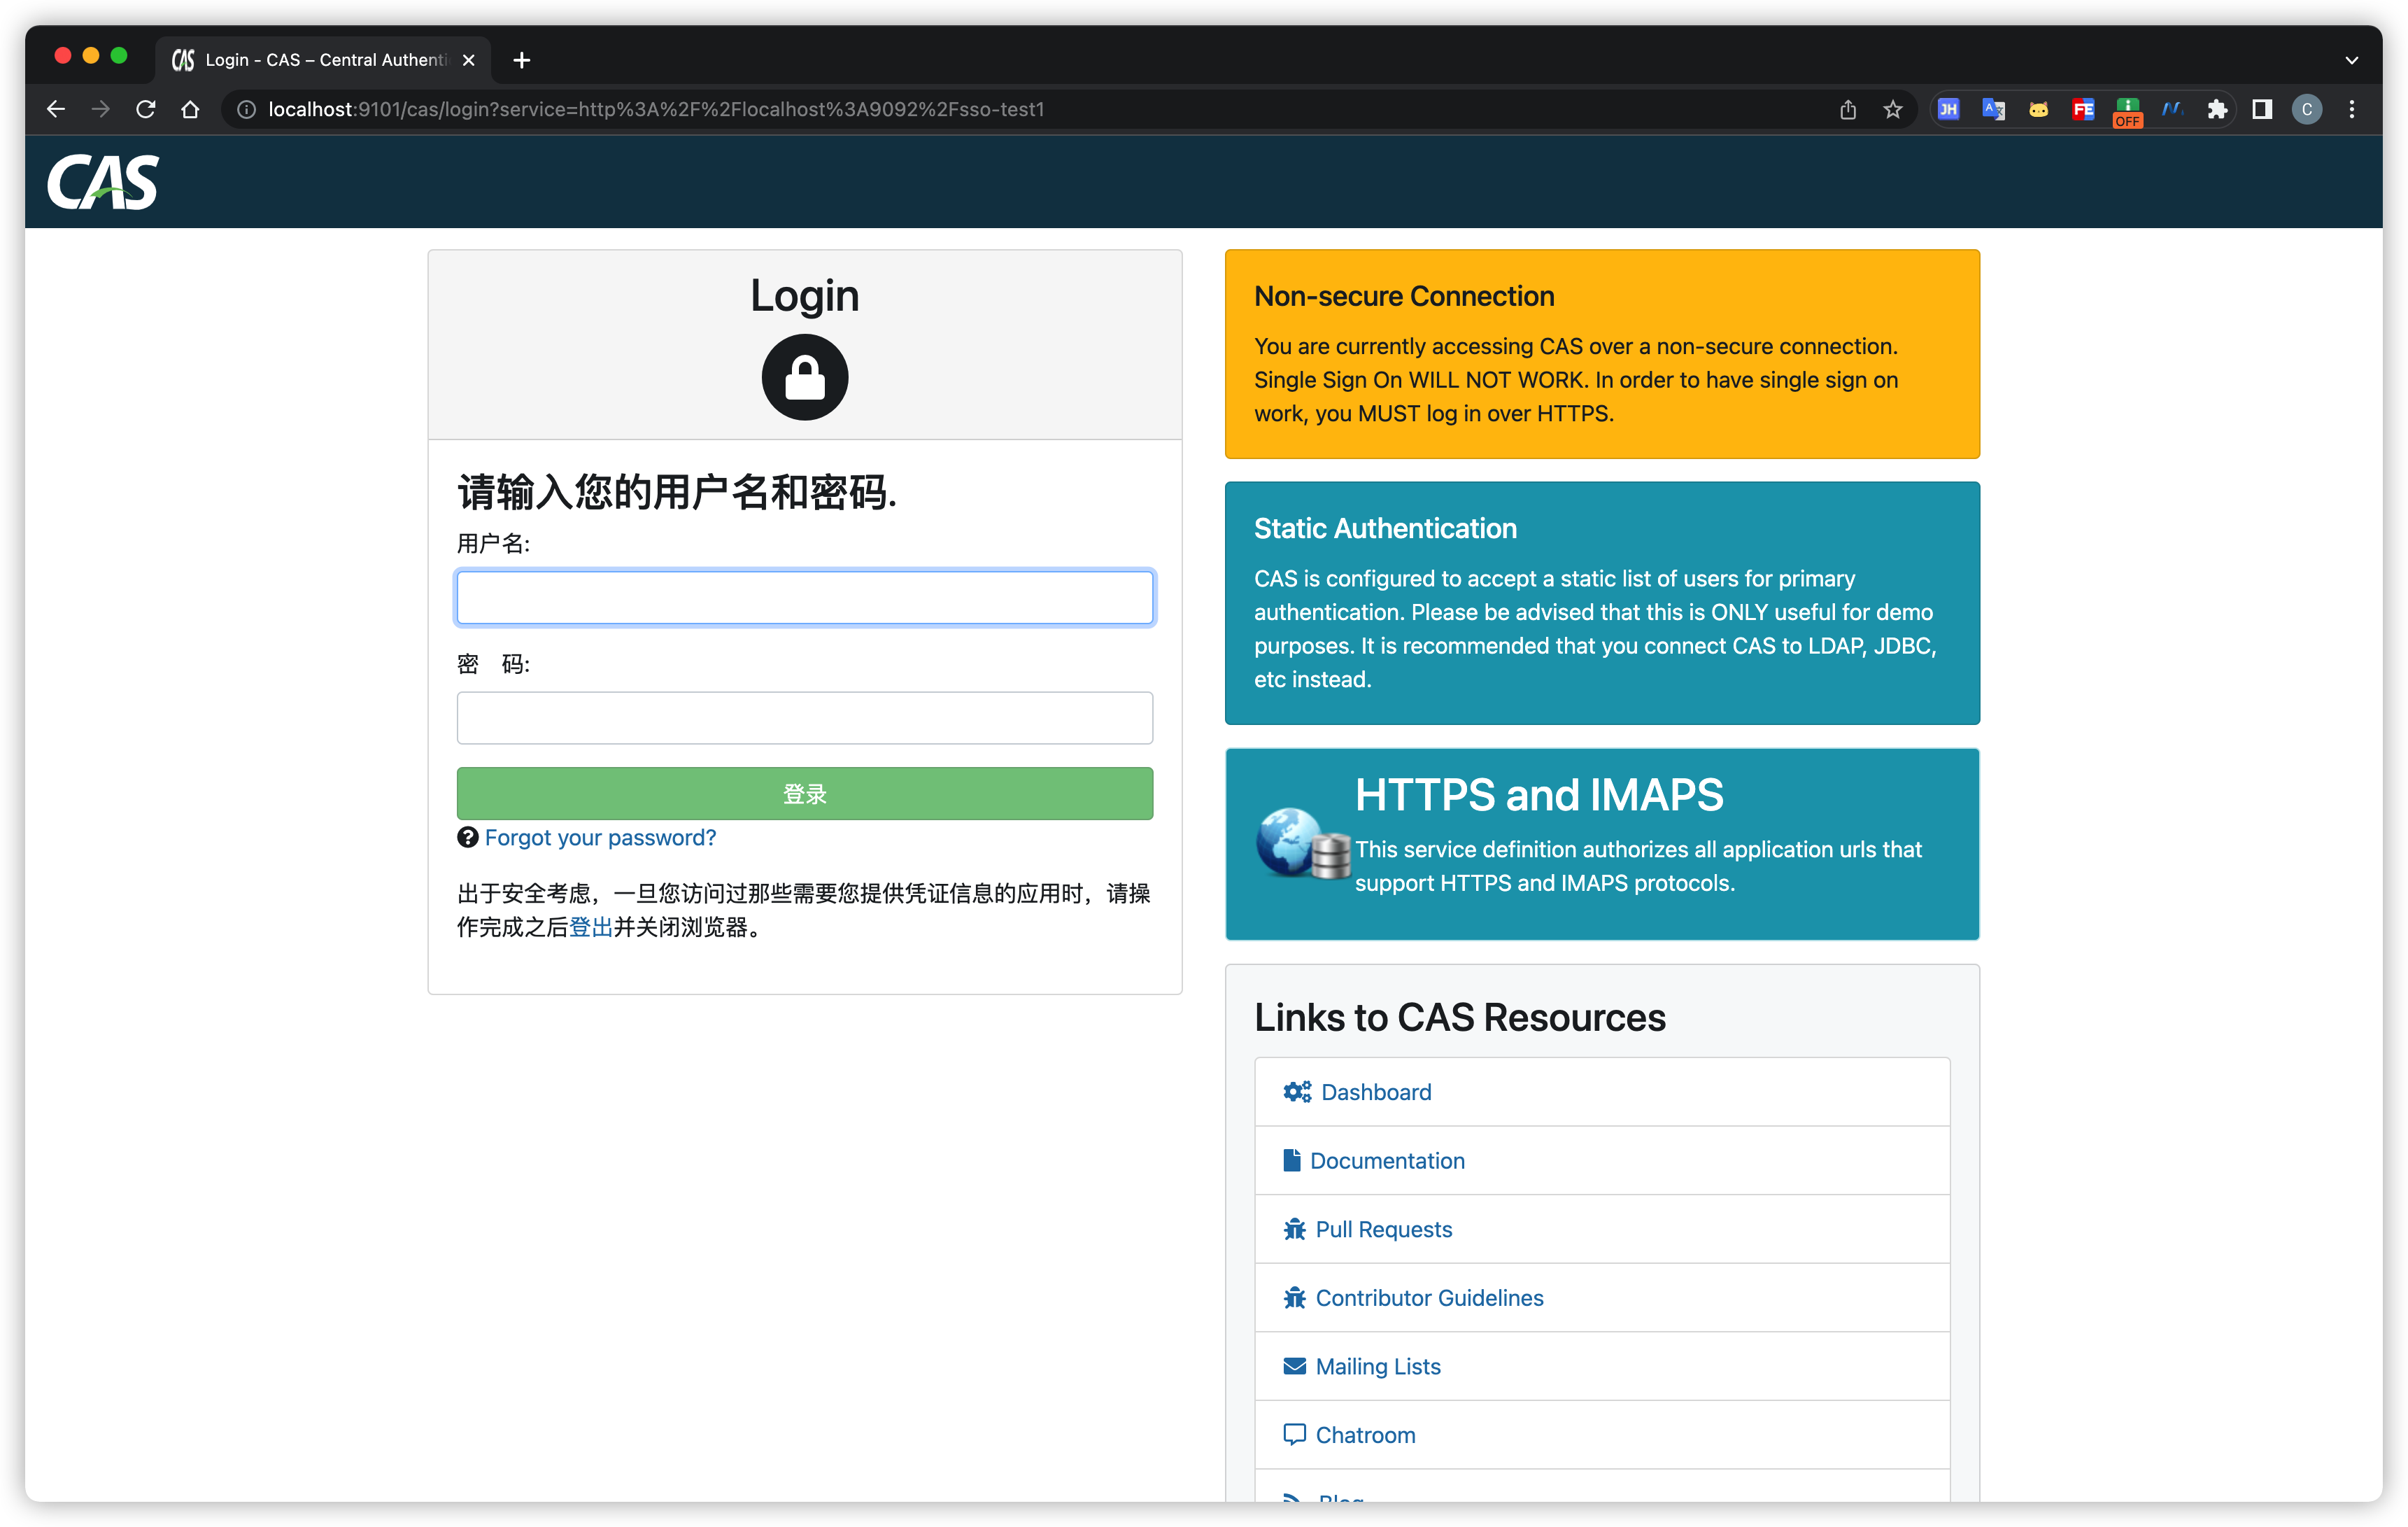 CAS Login - CAS – Central Authenti
localhost:9101/cas/login?service=http%3A%2F%2Flocalhost%3A9092%2Fsso-test1
JH
FE
OFF
C
CAS
Login
请输入您的用户名和密码.
用户名:
密　码:
登录
Forgot your password?
出于安全考虑，一旦您访问过那些需要您提供凭证信息的应用时，请操
作完成之后登出并关闭浏览器。
Non-secure Connection
You are currently accessing CAS over a non-secure connection.
Single Sign On WILL NOT WORK. In order to have single sign on
work, you MUST log in over HTTPS.
Static Authentication
CAS is configured to accept a static list of users for primary
authentication. Please be advised that this is ONLY useful for demo
purposes. It is recommended that you connect CAS to LDAP, JDBC,
etc instead.
HTTPS and IMAPS
This service definition authorizes all application urls that
support HTTPS and IMAPS protocols.
Links to CAS Resources
Dashboard
Documentation
Pull Requests
Contributor Guidelines
Mailing Lists
Chatroom
Blog